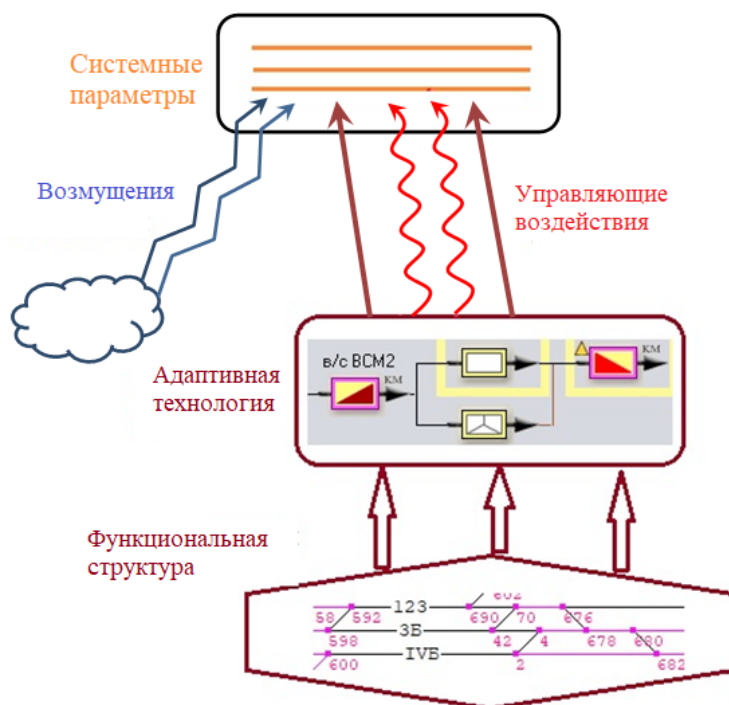 Системные
параметры
Возмущения
Управляющие
воздействия
в/с ВСМ2
КМ
КМ
Адаптивная
технология
Функциональная
структура
602
58 592 123 690 70 676
598 3Б 42 4 678 680
600 IVБ 2 682